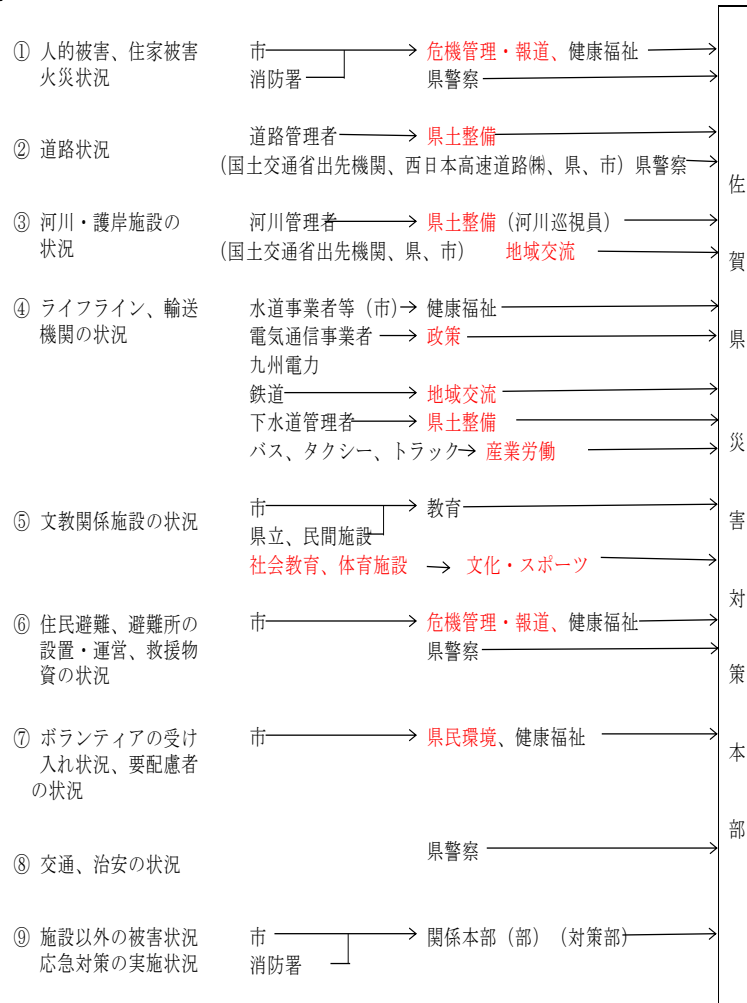 ① 人的被害、住家被害 市 危機管理・報道、健康福祉
火災状況 消防署 県警察
② 道路状況 道路管理者 県土整備
(国土交通省出先機関、西日本高速道路㈱、県、市) 県警察
③ 河川・護岸施設の 河川管理者 県土整備(河川巡視員)
状況 (国土交通省出先機関、県、市) 地域交流
④ ライフライン、輸送 水道事業者等(市) 健康福祉
機関の状況 電気通信事業者 政策
九州電力
鉄道 地域交流
下水道管理者 県土整備
バス、タクシー、トラック 産業労働
⑤ 文教関係施設の状況 市 教育
県立、民間施設
社会教育、体育施設 文化・スポーツ
⑥ 住民避難、避難所の 市 危機管理・報道、健康福祉
設置・運営、救援物 県警察
資の状況
⑦ ボランティアの受け 市 県民環境、健康福祉
入れ状況、要配慮者
の状況
⑧ 交通、治安の状況 県警察
⑨ 施設以外の被害状況 市 関係本部(部)(対策部)
応急対策の実施状況 消防署
佐賀県災害対策本部